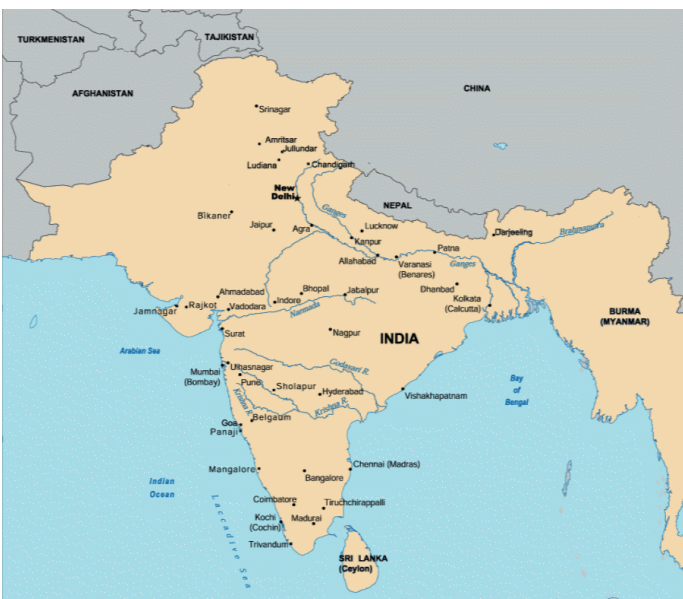 TURKMENISTAN
TAJIKISTAN
AFGHANISTAN
CHINA
Srinagar
Amritsar
Jullundar
Ludiana
Chandigarh
New
Delhi
NEPAL
Bikaner
Ganges
Jaipur
Agra
Lucknow
Kanpur
Darjeeling
Brahmaputra
Patna
Allahabad
Varanasi
(Benares)
Ganges
Ahmadabad
Bhopal
Jabalpur
Dhanbad
Jamnagar
Rajkot
Vadodara
Indore
Narmada
Kolkata
(Calcutta)
BURMA
(MYANMAR)
Surat
Nagpur
INDIA
Arabian Sea
Ulhasnagar
Godavari R.
Mumbai
(Bombay)
Pune
Sholapur
Hyderabad
Vishakhapatnam
Bay
of
Bengal
Krishna R.
Krishna R.
Belgaum
Goa
Panaji
Mangalore
Bangalore
Chennai (Madras)
Indian
Ocean
Laccadive Sea
Coimbatore
Tiruchchirappalli
Kochi
(Cochin)
Madurai
Trivandum
SRI LANKA
(Ceylon)